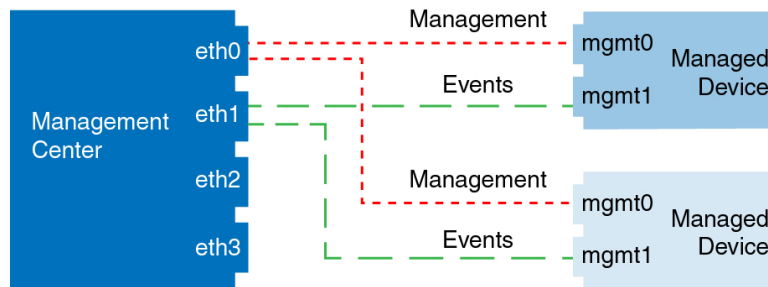 Management
eth0
mgmt0
Managed
Device
Events
mgmt1
eth1
Management
Center
eth2
Management
mgmt0
Managed
Device
eth3
Events
mgmt1